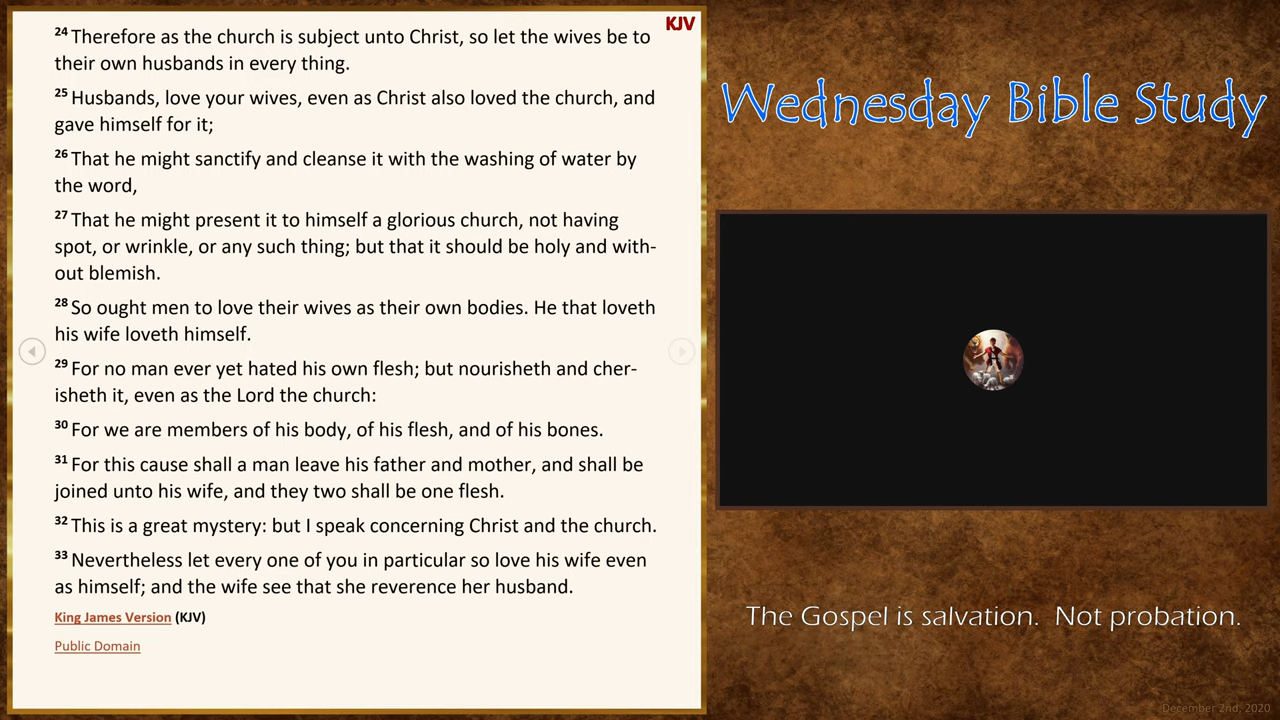 KJV
24 Therefore as the church is subject unto Christ, so let the wives be to
their own husbands in every thing.
25 Husbands, love your wives, even as Christ also loved the church, and
gave himself for it;
26 That he might sanctify and cleanse it with the washing of water by
the word,
27 That he might present it to himself a glorious church, not having
spot, or wrinkle, or any such thing; but that it should be holy and with-
out blemish.
28 So ought men to love their wives as their own bodies. He that loveth
his wife loveth himself.
29 For no man ever yet hated his own flesh; but nourisheth and cher-
isheth it, even as the Lord the church:
30 For we are members of his body, of his flesh, and of his bones.
31 For this cause shall a man leave his father and mother, and shall be
joined unto his wife, and they two shall be one flesh.
32 This is a great mystery: but I speak concerning Christ and the church.
33 Nevertheless let every one of you in particular so love his wife even
as himself; and the wife see that she reverence her husband.
King James Version (KJV)
Public Domain
Wednesday Bible Study
The Gospel is salvation. Not probation.
December 2nd, 2020